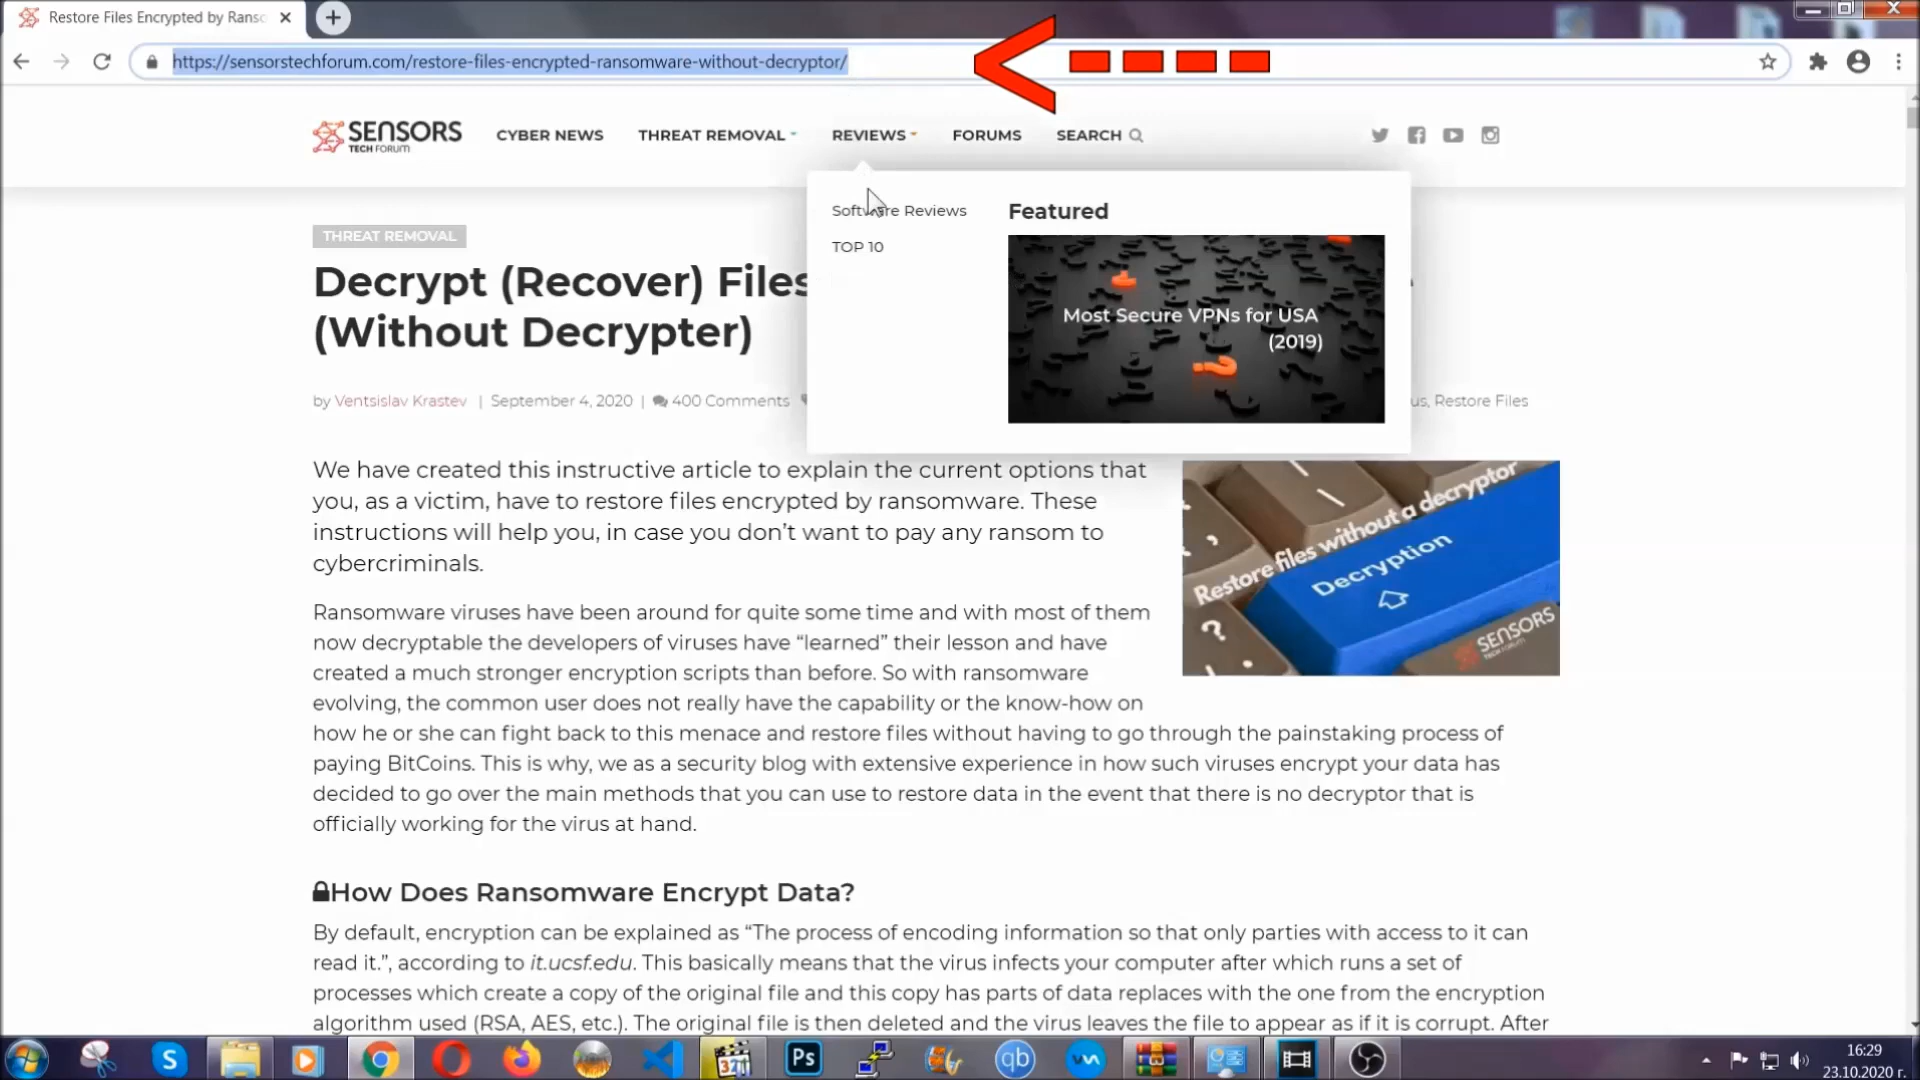 Restore Files Encrypted by Ranso
https://sensorstechforum.com/restore-files-encrypted-ransomware-without-decryptor/
SENSORS
TECH FORUM
CYBER NEWS
THREAT REMOVAL
REVIEWS
FORUMS
SEARCH
Software Reviews
TOP 10
Featured
Most Secure VPNs for USA
(2019)
THREAT REMOVAL
Decrypt (Recover) Files
(Without Decrypter)
by Ventsislav Krastev | September 4, 2020 | 400 Comments
us, Restore Files
We have created this instructive article to explain the current options that
you, as a victim, have to restore files encrypted by ransomware. These
instructions will help you, in case you don’t want to pay any ransom to
cybercriminals.
Restore files without a decryptor
Decryption
SENSORS
TECH FORUM
Ransomware viruses have been around for quite some time and with most of them
now decryptable the developers of viruses have “learned” their lesson and have
created a much stronger encryption scripts than before. So with ransomware
evolving, the common user does not really have the capability or the know-how on
how he or she can fight back to this menace and restore files without having to go through the painstaking process of
paying BitCoins. This is why, we as a security blog with extensive experience in how such viruses encrypt your data has
decided to go over the main methods that you can use to restore data in the event that there is no decryptor that is
officially working for the virus at hand.
How Does Ransomware Encrypt Data?
By default, encryption can be explained as “The process of encoding information so that only parties with access to it can
read it.”, according to it.ucsf.edu. This basically means that the virus infects your computer after which runs a set of
processes which create a copy of the original file and this copy has parts of data replaces with the one from the encryption
algorithm used (RSA, AES, etc.). The original file is then deleted and the virus leaves the file to appear as if it is corrupt. After
S
321
Ps
qb
16:29
23.10.2020 г.